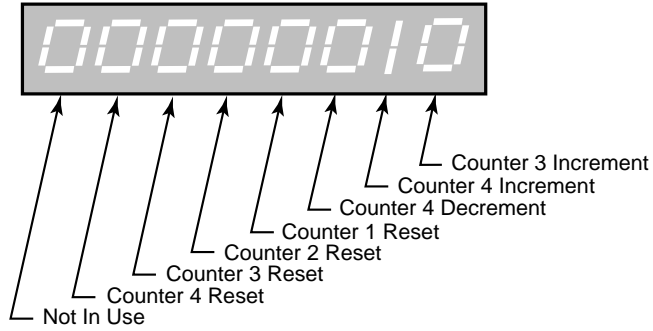 00000010
Counter 3 Increment
Counter 4 Increment
Counter 4 Decrement
Counter 1 Reset
Counter 2 Reset
Counter 3 Reset
Counter 4 Reset
Not In Use